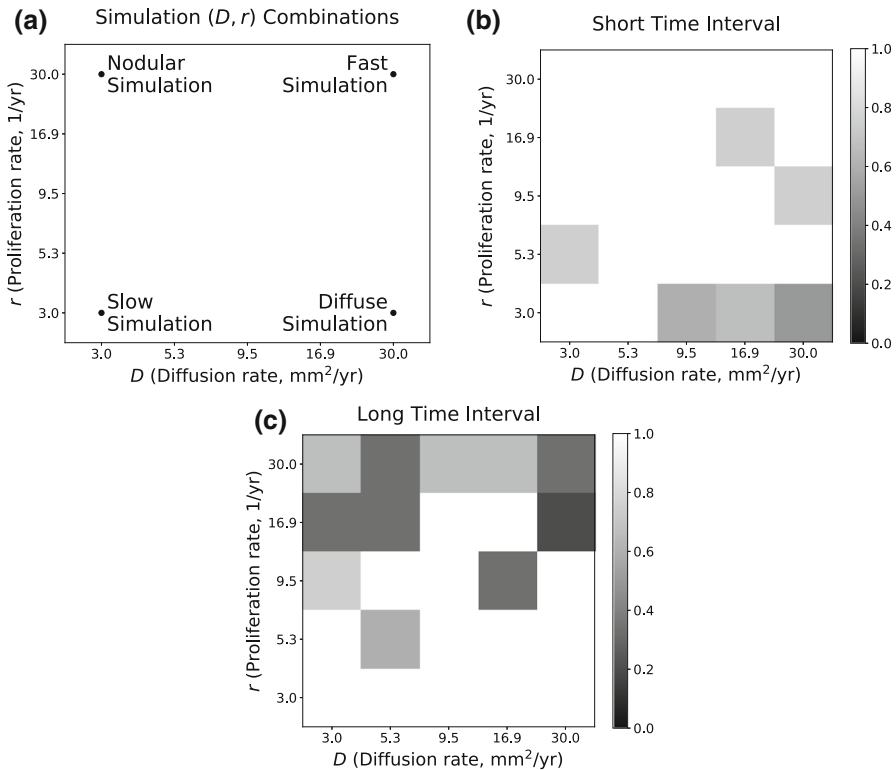 (a)
Simulation (D, r) Combinations
r (Proliferation rate, 1/yr)
30.0
16.9
9.5
5.3
3.0
Nodular
Simulation
Fast
Simulation
Slow
Simulation
Diffuse
Simulation
3.0 5.3 9.5 16.9 30.0
D (Diffusion rate, mm²/yr)
(b)
Short Time Interval
r (Proliferation rate, 1/yr)
30.0
16.9
9.5
5.3
3.0
3.0 5.3 9.5 16.9 30.0
D (Diffusion rate, mm²/yr)
1.0
0.8
0.6
0.4
0.2
0.0
(c)
Long Time Interval
r (Proliferation rate, 1/yr)
30.0
16.9
9.5
5.3
3.0
3.0 5.3 9.5 16.9 30.0
D (Diffusion rate, mm²/yr)
1.0
0.8
0.6
0.4
0.2
0.0